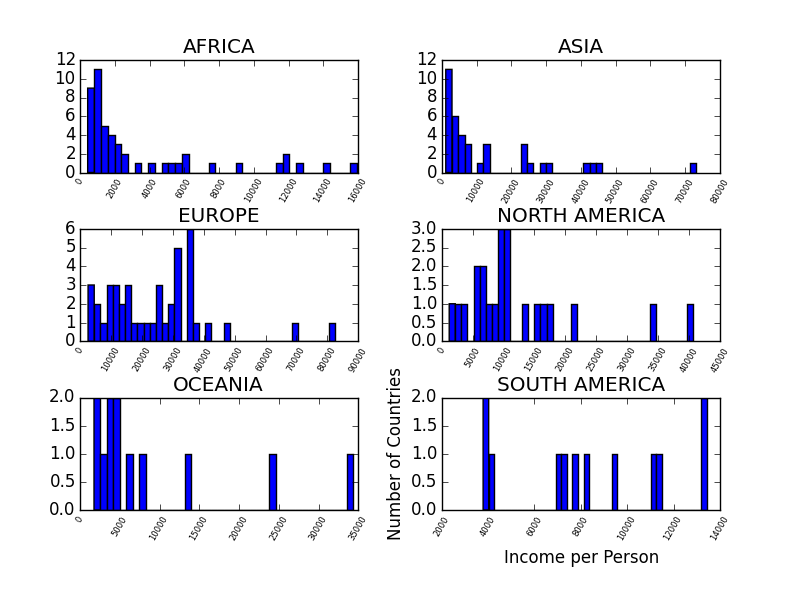 AFRICA
12
10
8
6
4
2
0
0 2000 4000 6000 8000 10000 12000 14000 16000
ASIA
12
10
8
6
4
2
0
0 10000 20000 30000 40000 50000 60000 70000 80000
EUROPE
6
5
4
3
2
1
0
0 10000 20000 30000 40000 50000 60000 70000 80000 90000
NORTH AMERICA
3.0
2.5
2.0
1.5
1.0
0.5
0.0
0 5000 10000 15000 20000 25000 30000 35000 40000 45000
OCEANIA
2.0
1.5
1.0
0.5
0.0
0 5000 10000 15000 20000 25000 30000 35000
SOUTH AMERICA
Number of Countries
2.0
1.5
1.0
0.5
0.0
2000 4000 6000 8000 10000 12000 14000
Income per Person